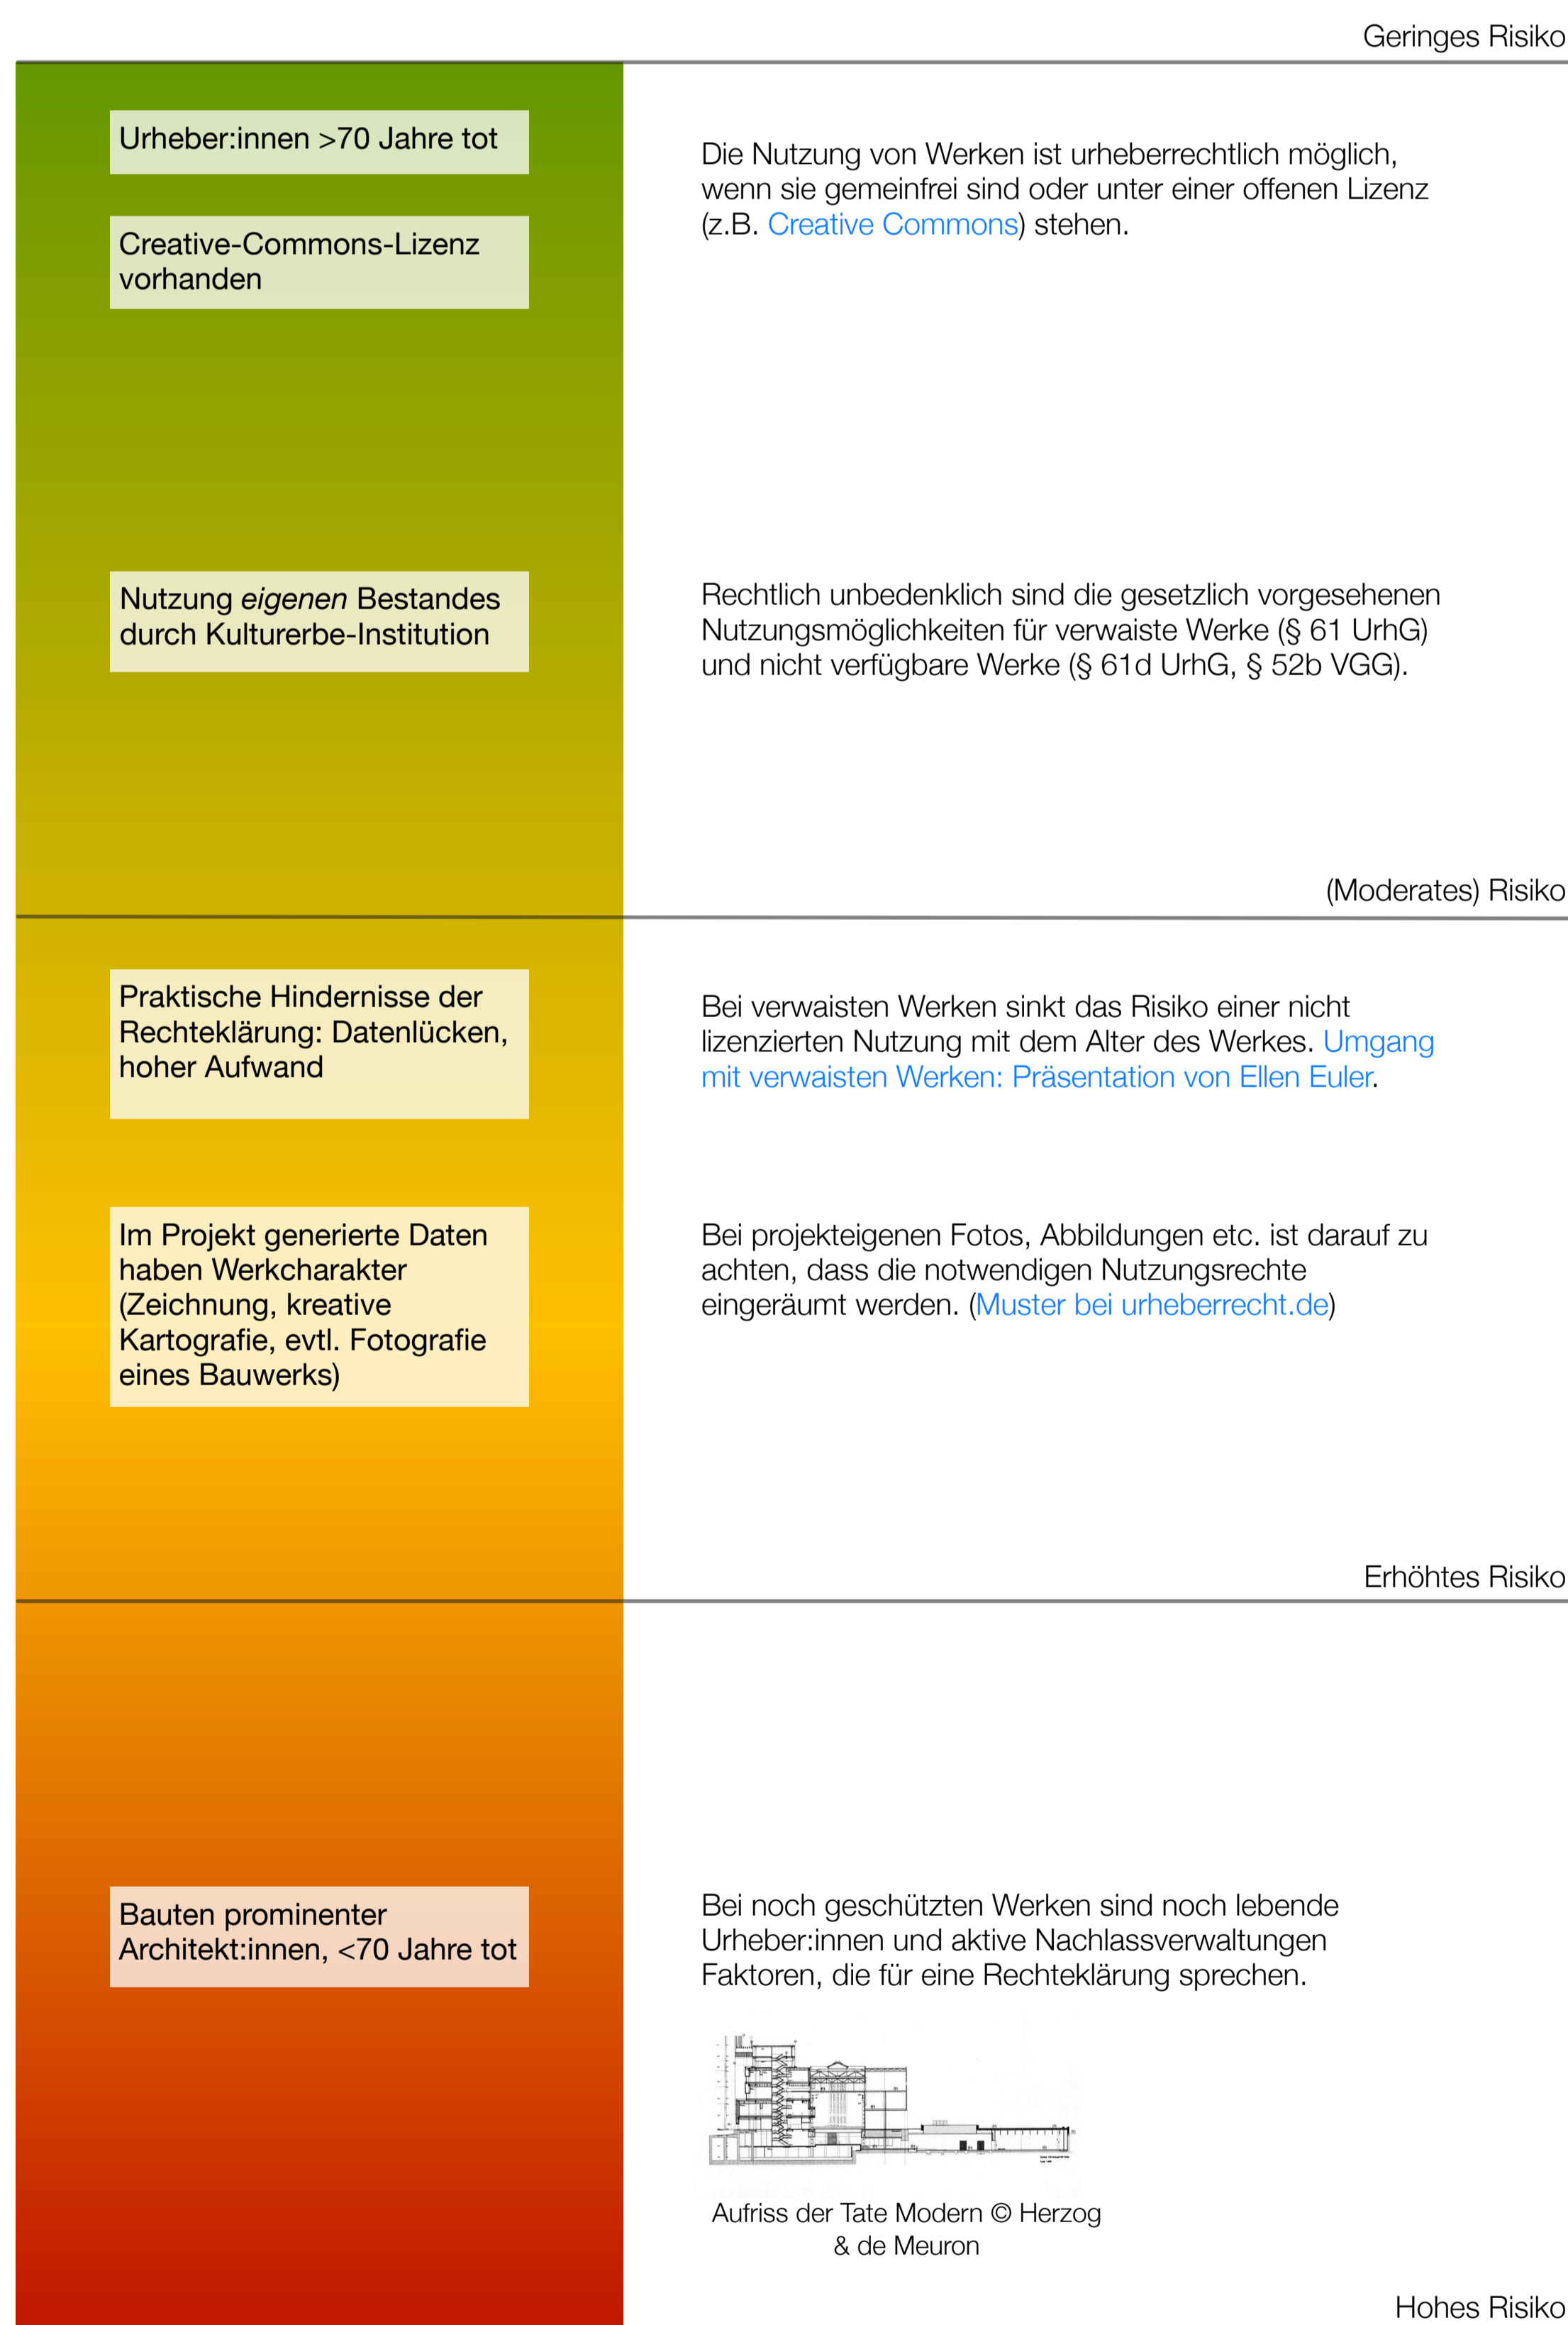 Geringes Risiko
Urheber:innen >70 Jahre tot
Creative-Commons-Lizenz
vorhanden
Die Nutzung von Werken ist urheberrechtlich möglich,
wenn sie gemeinfrei sind oder unter einer offenen Lizenz
(z.B. Creative Commons) stehen.
Nutzung eigenen Bestandes
durch Kulturerbe-Institution
Rechtlich unbedenklich sind die gesetzlich vorgesehenen
Nutzungsmöglichkeiten für verwaiste Werke (§ 61 UrhG)
und nicht verfügbare Werke (§ 61d UrhG, § 52b VGG).
(Moderates) Risiko
Praktische Hindernisse der
Rechteklärung: Datenlücken,
hoher Aufwand
Bei verwaisten Werken sinkt das Risiko einer nicht
lizenzierten Nutzung mit dem Alter des Werkes. Umgang
mit verwaisten Werken: Präsentation von Ellen Euler.
Im Projekt generierte Daten
haben Werkcharakter
(Zeichnung, kreative
Kartografie, evtl. Fotografie
eines Bauwerks)
Bei projekteigenen Fotos, Abbildungen etc. ist darauf zu
achten, dass die notwendigen Nutzungsrechte
eingeräumt werden. (Muster bei urheberrecht.de)
Erhöhtes Risiko
Bauten prominenter
Architekt:innen, <70 Jahre tot
Bei noch geschützten Werken sind noch lebende
Urheber:innen und aktive Nachlassverwaltungen
Faktoren, die für eine Rechteklärung sprechen.
Aufriss der Tate Modern © Herzog
& de Meuron
Hohes Risiko